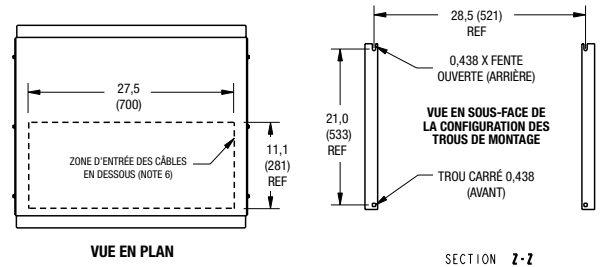 27,5
(700)
11,1
(281)
REF
ZONE D'ENTRÉE DES CÂBLES
EN DESSOUS (NOTE 6)
VUE EN PLAN
28,5 (521)
REF
0,438 X FENTE
OUVERTE (ARRIÈRE)
21,0
(533)
REF
VUE EN SOUS-FACE DE
LA CONFIGURATION DES
TROUS DE MONTAGE
TROU CARRÉ 0,438
(AVANT)
SECTION Z-Z